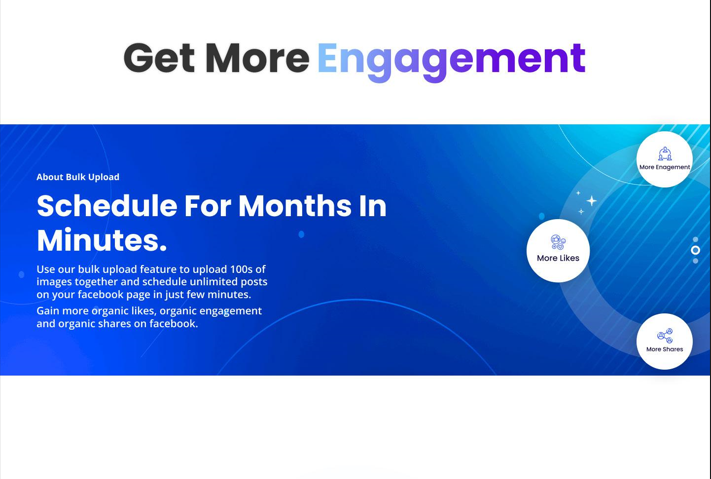 Get More Engagement
About Bulk Upload
Schedule For Months In
Minutes.
Use our bulk upload feature to upload 100s of
images together and schedule unlimited posts
on your facebook page in just few minutes.
Gain more organic likes, organic engagement
and organic shares on facebook.
More Enagement
More Likes
More Shares